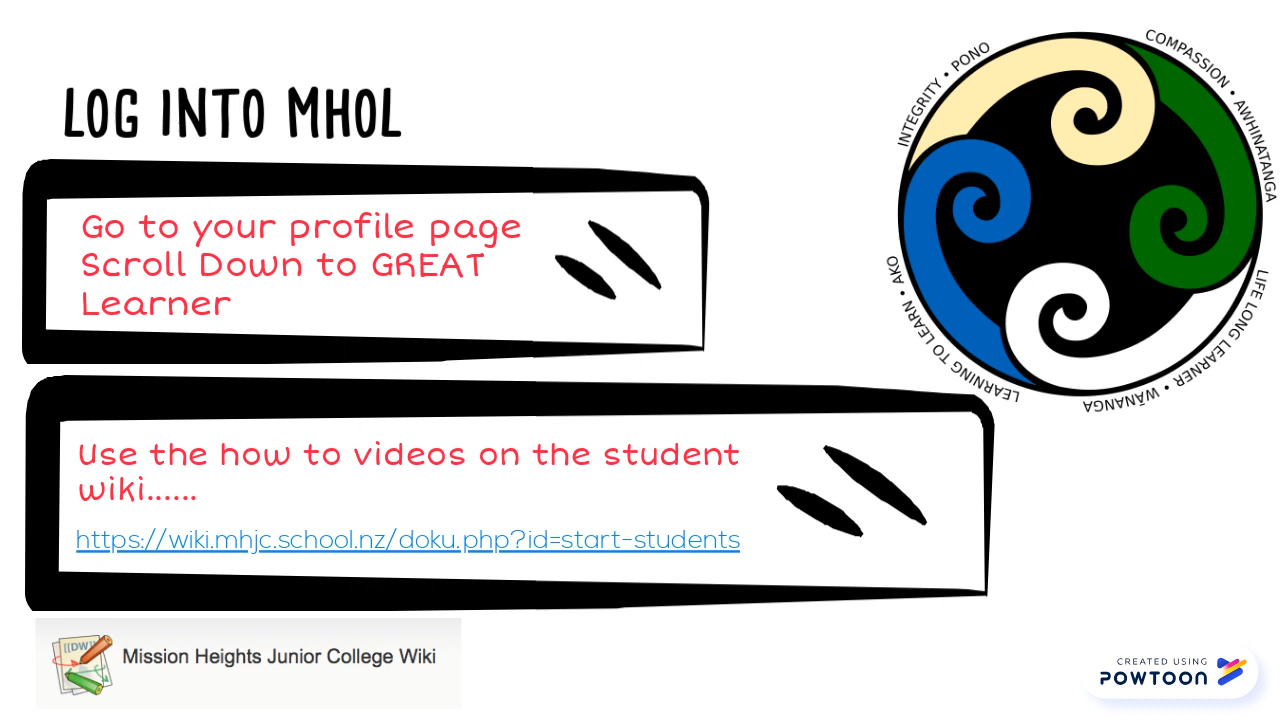 LOG INTO MHOL
Go to your profile page
Scroll Down to GREAT
Learner
Use the how to videos on the student
wiki......
https://wiki.mhjc.school.nz/doku.php?id=start-students
INTEGRITY • PONO
COMPASSION • AWHINATANGA
LEARNING TO LEARN • AKO
LIFE LONG LEARNER • WĀNANGA
[[DW]]
Mission Heights Junior College Wiki
CREATED USING
POWTOON